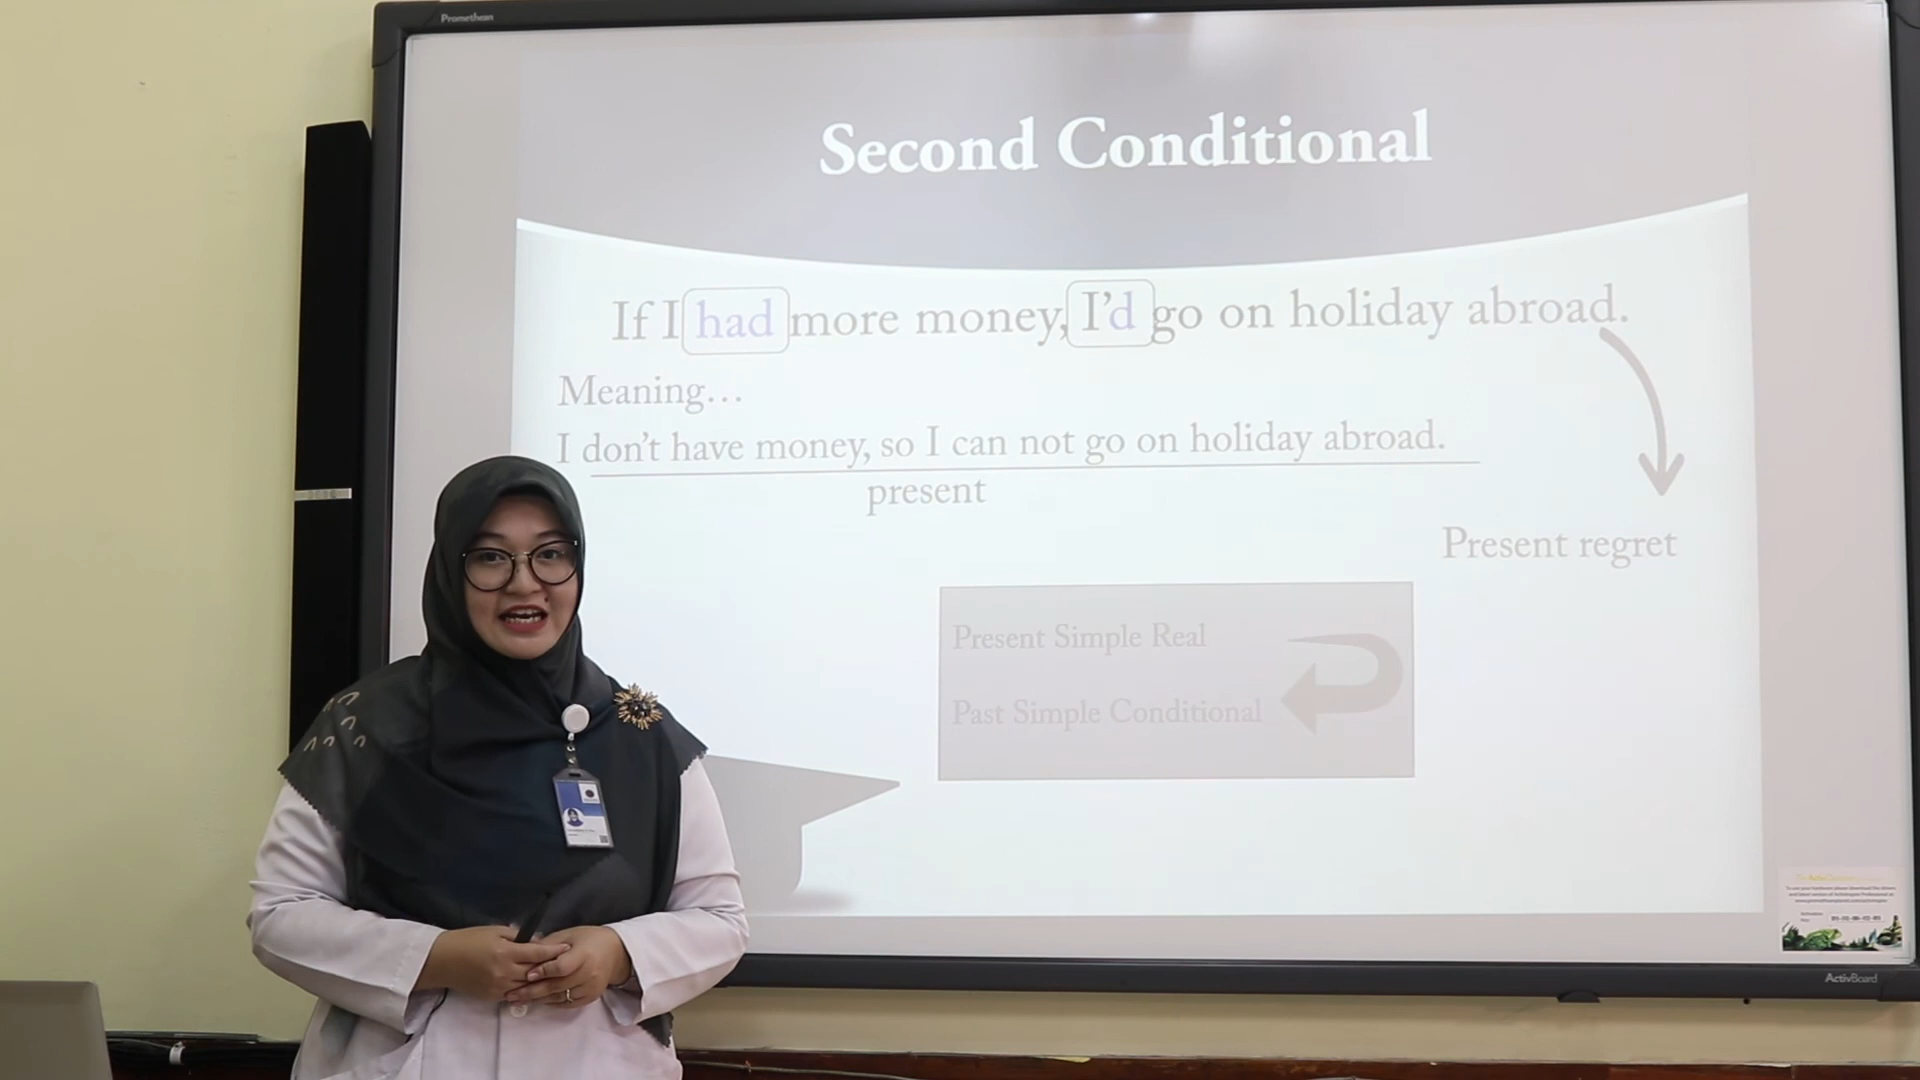 Promethean
Second Conditional
If I had more money, I'd go on holiday abroad.
Meaning...
I don't have money, so I can not go on holiday abroad.
present
Present regret
Present Simple Real
Past Simple Conditional
ActivBoard